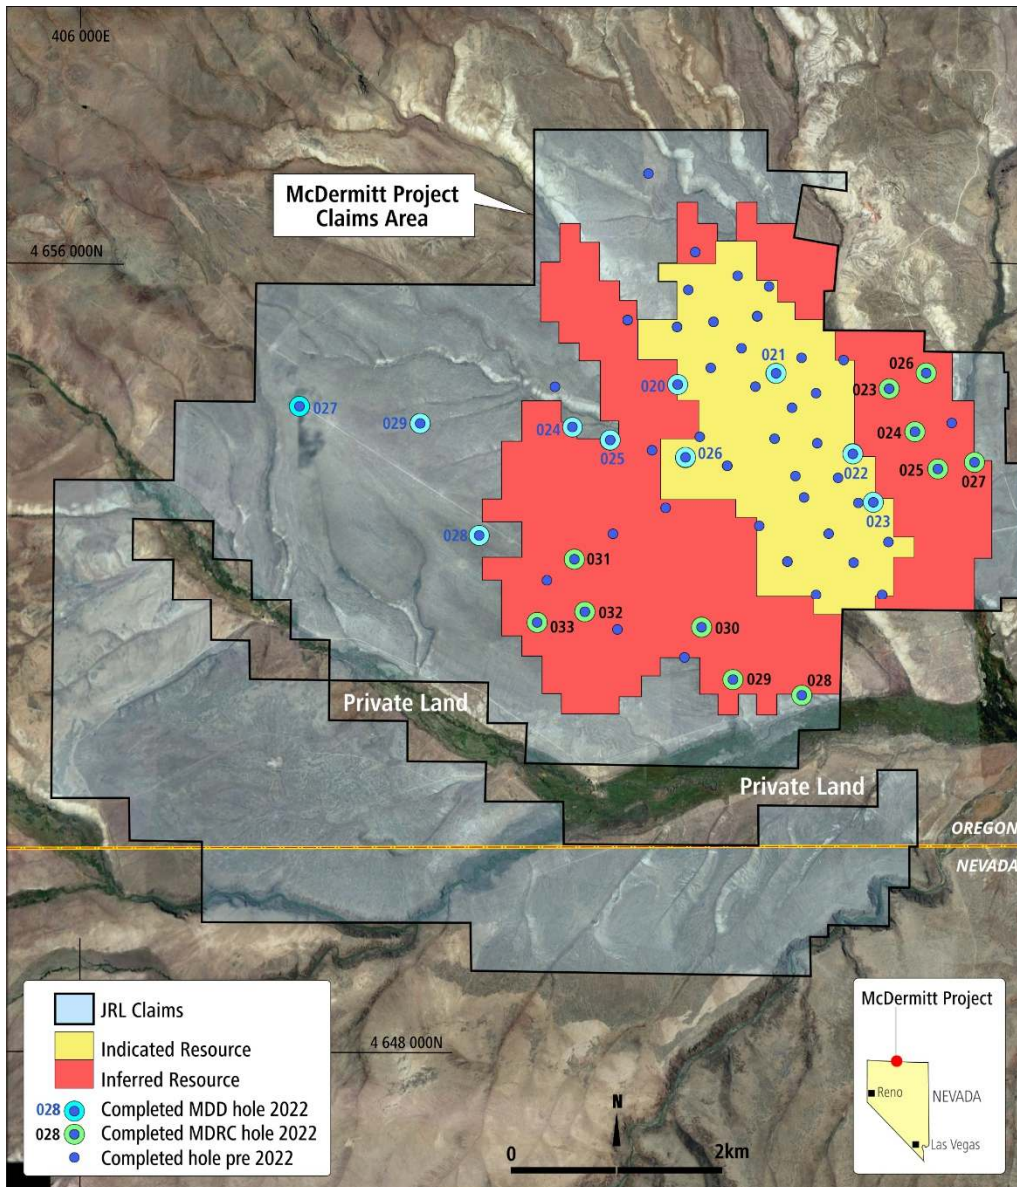 406 000E
McDermitt Project
Claims Area
4 656 000N
026
021
023
020
027
029
024
024
025
026
022
025
027
023
028
031
032
033
030
029
028
Private Land
Private Land
OREGON
NEVADA
JRL Claims
Indicated Resource
Inferred Resource
028 Completed MDD hole 2022
028 Completed MDRC hole 2022
Completed hole pre 2022
4 648 000N
N
0 2km
McDermitt Project
Reno
NEVADA
Las Vegas